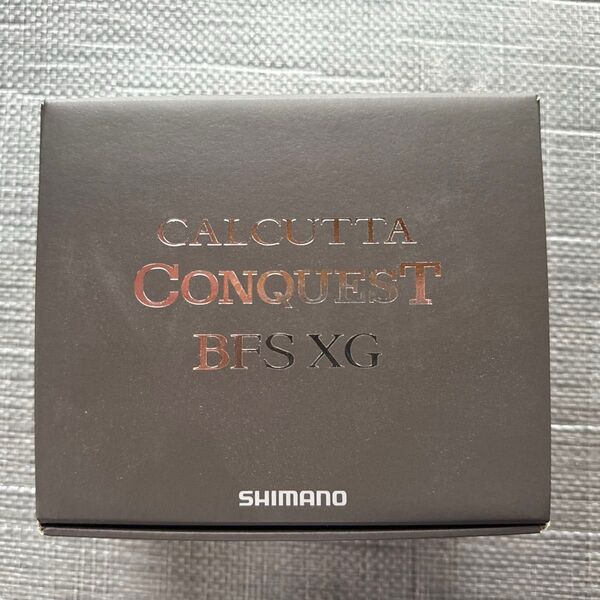 CALCUTTA
CONQUEST
BFS XG
SHIMANO